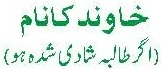 خاوند کا نام
(اگر طالبہ شادی شدہ ہو)